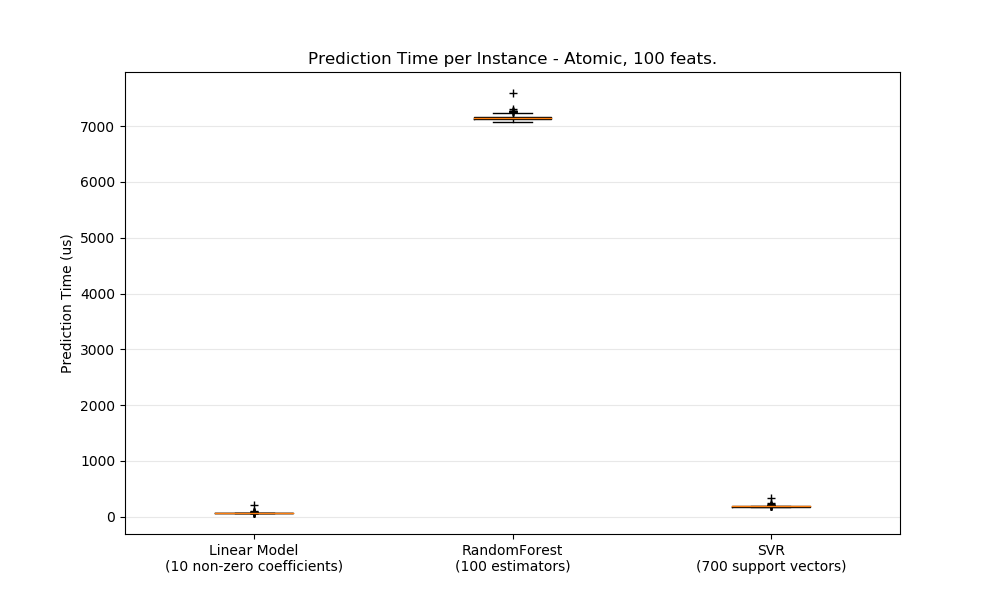 Prediction Time per Instance - Atomic, 100 feats.
Prediction Time (us)
7000
6000
5000
4000
3000
2000
1000
0
Linear Model
(10 non-zero coefficients)
RandomForest
(100 estimators)
SVR
(700 support vectors)